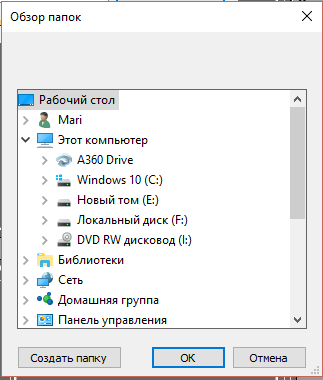 Обзор папок
Рабочий стол
Mari
Этот компьютер
A360 Drive
Windows 10 (C:)
Новый том (E:)
Локальный диск (F:)
DVD RW дисковод (I:)
Библиотеки
Сеть
Домашняя группа
Панель управления
Создать папку ОК Отмена